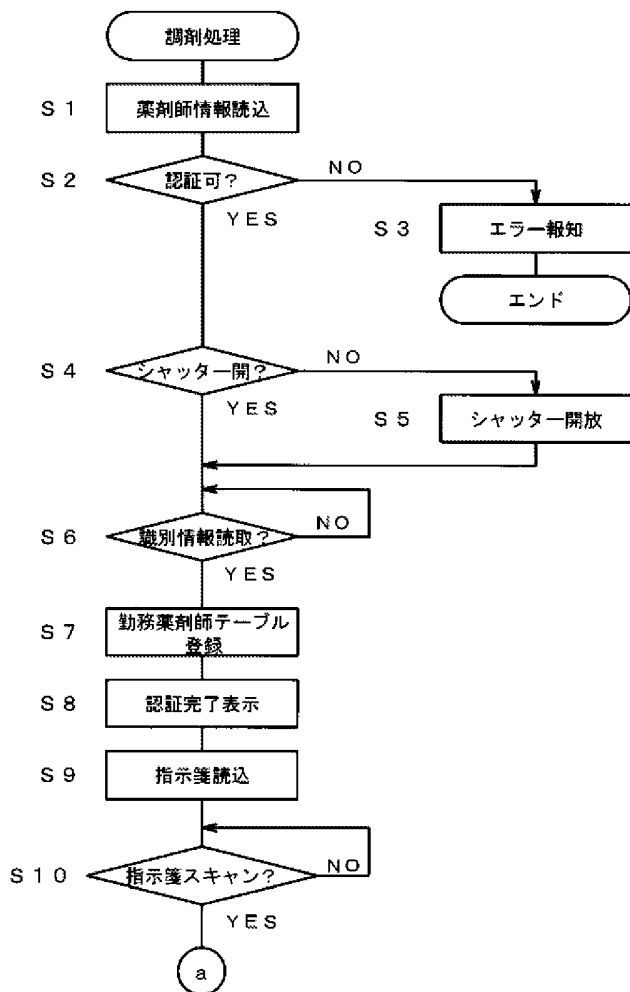 調剤処理
S1
薬剤師情報読込
S2
認証可?
NO
YES
S3
エラー報知
エンド
S4
シャッター開?
NO
YES
S5
シャッター開放
S6
識別情報読取?
NO
YES
S7
勤務薬剤師テーブル
登録
S8
認証完了表示
S9
指示箋読込
S10
指示箋スキャン?
NO
YES
a